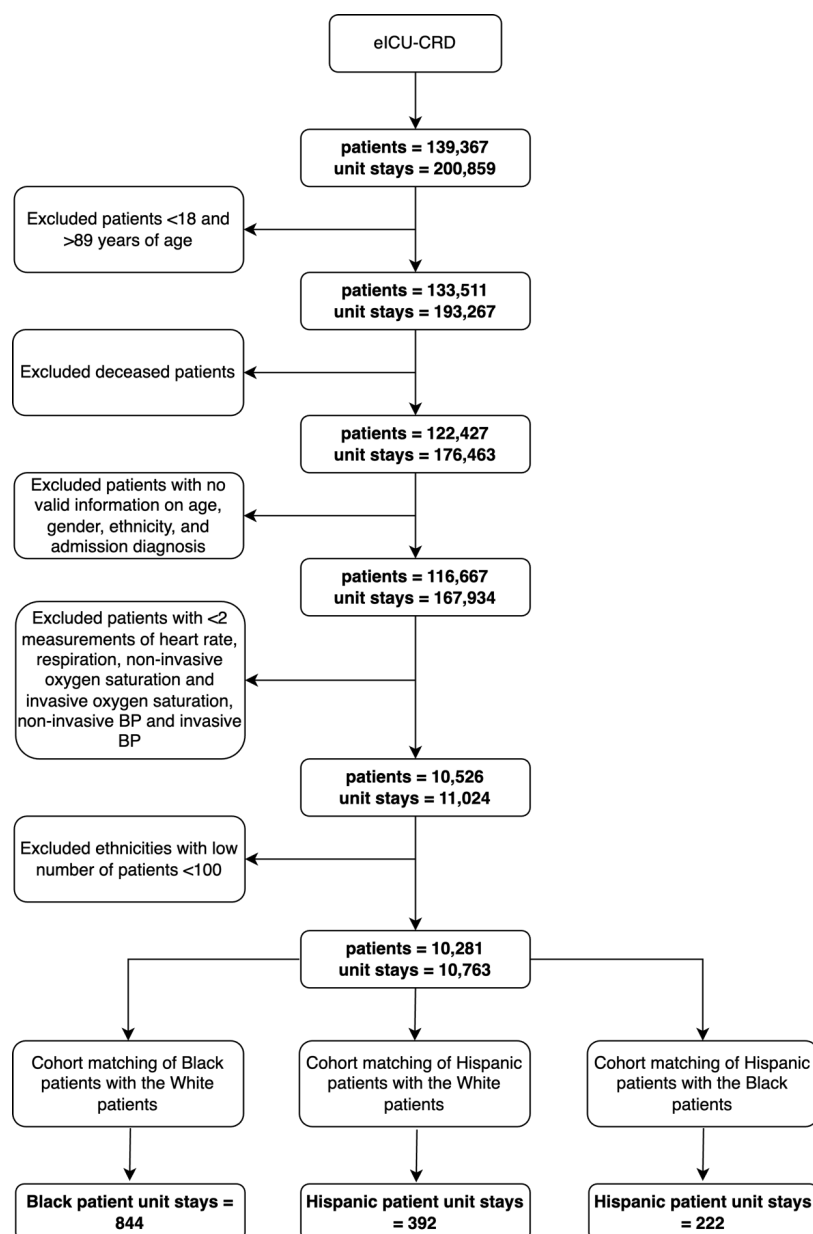 eICU-CRD
patients = 139,367
unit stays = 200,859
Excluded patients <18 and
>89 years of age
patients = 133,511
unit stays = 193,267
Excluded deceased patients
patients = 122,427
unit stays = 176,463
Excluded patients with no
valid information on age,
gender, ethnicity, and
admission diagnosis
patients = 116,667
unit stays = 167,934
Excluded patients with <2
measurements of heart rate,
respiration, non-invasive
oxygen saturation and
invasive oxygen saturation,
non-invasive BP and invasive
BP
patients = 10,526
unit stays = 11,024
Excluded ethnicities with low
number of patients <100
patients = 10,281
unit stays = 10,763
Cohort matching of Black
patients with the White
patients
Cohort matching of Hispanic
patients with the White
patients
Cohort matching of Hispanic
patients with the Black
patients
Black patient unit stays =
844
Hispanic patient unit stays
= 392
Hispanic patient unit stays
= 222